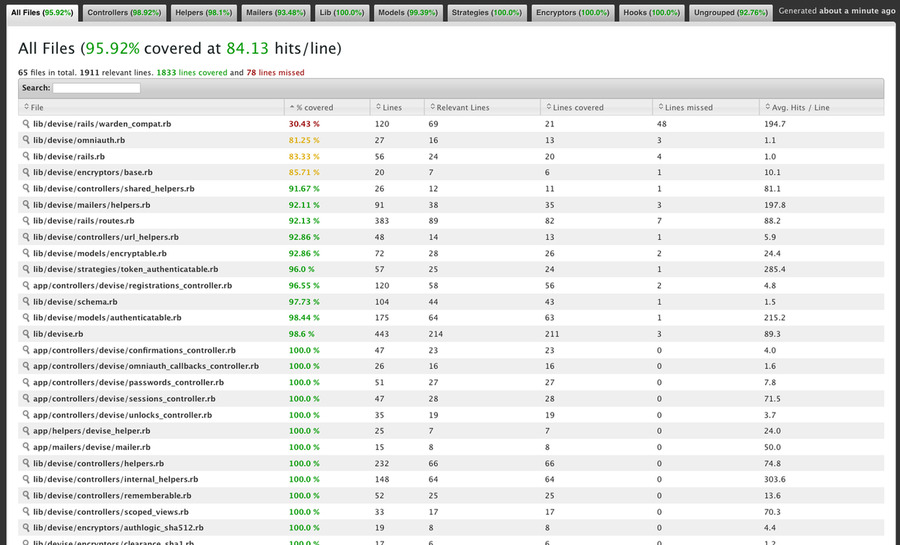 All Files (95.92%) Controllers (98.92%) Helpers (98.1%) Mailers (93.48%) Lib (100.0%) Models (99.39%) Strategies (100.0%) Encryptors (100.0%) Hooks (100.0%) Ungrouped (92.76%) Generated about a minute ago
All Files (95.92% covered at 84.13 hits/line)
65 files in total. 1911 relevant lines. 1833 lines covered and 78 lines missed
Search:
File % covered Lines Relevant Lines Lines covered Lines missed Avg. Hits / Line
lib/devise/rails/warden_compat.rb 30.43 % 120 69 21 48 194.7
lib/devise/omniauth.rb 81.25 % 27 16 13 3 1.1
lib/devise/rails.rb 83.33 % 56 24 20 4 1.0
lib/devise/encryptors/base.rb 85.71 % 20 7 6 1 10.1
lib/devise/controllers/shared_helpers.rb 91.67 % 26 12 11 1 81.1
lib/devise/mailers/helpers.rb 92.11 % 91 38 35 3 197.8
lib/devise/rails/routes.rb 92.13 % 383 89 82 7 88.2
lib/devise/controllers/url_helpers.rb 92.86 % 48 14 13 1 5.9
lib/devise/models/encryptable.rb 92.86 % 72 28 26 2 24.4
lib/devise/strategies/token_authenticatable.rb 96.0 % 57 25 24 1 285.4
app/controllers/devise/registrations_controller.rb 96.55 % 120 58 56 2 4.8
lib/devise/schema.rb 97.73 % 104 44 43 1 1.5
lib/devise/models/authenticatable.rb 98.44 % 175 64 63 1 215.2
lib/devise.rb 98.6 % 443 214 211 3 89.3
app/controllers/devise/confirmations_controller.rb 100.0 % 47 23 23 0 4.0
app/controllers/devise/omniauth_callbacks_controller.rb 100.0 % 26 16 16 0 1.6
app/controllers/devise/passwords_controller.rb 100.0 % 51 27 27 0 7.8
app/controllers/devise/sessions_controller.rb 100.0 % 47 28 28 0 71.5
app/controllers/devise/unlocks_controller.rb 100.0 % 35 19 19 0 3.7
app/helpers/devise_helper.rb 100.0 % 25 7 7 0 24.0
app/mailers/devise/mailer.rb 100.0 % 15 8 8 0 50.0
lib/devise/controllers/helpers.rb 100.0 % 232 66 66 0 74.8
lib/devise/controllers/internal_helpers.rb 100.0 % 148 64 64 0 303.6
lib/devise/controllers/rememberable.rb 100.0 % 52 25 25 0 13.6
lib/devise/controllers/scoped_views.rb 100.0 % 33 17 17 0 70.3
lib/devise/encryptors/authlogic_sha512.rb 100.0 % 19 8 8 0 4.4
lib/devise/encryptors/clearance_sha1.rb 100.0 % 17 6 6 0 1.2